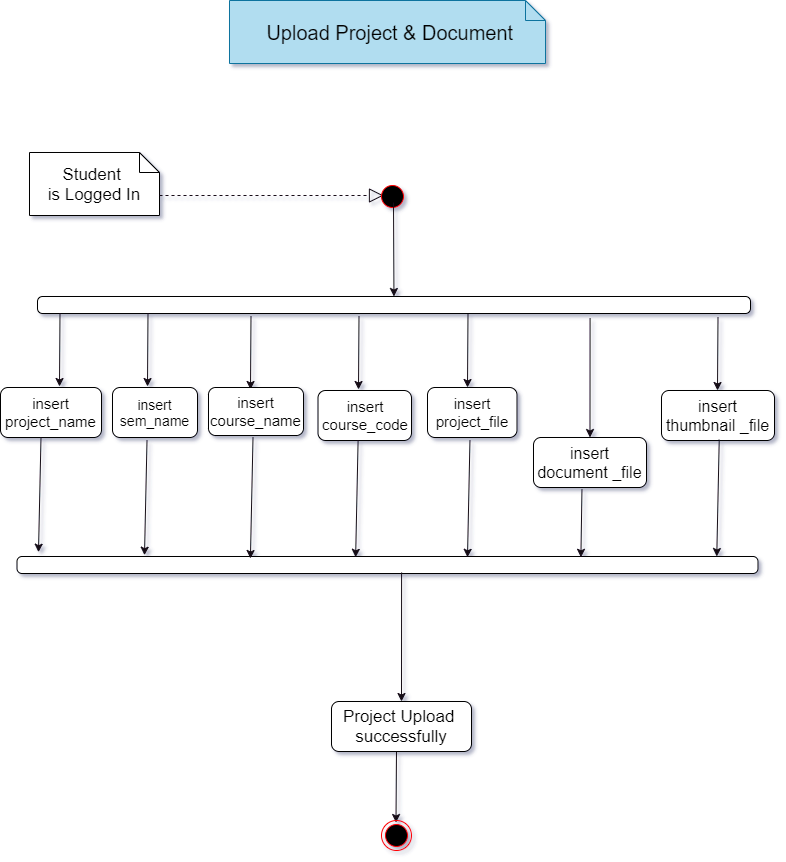 Upload Project & Document
Student
is Logged In
insert
project_name
insert
sem_name
insert
course_name
insert
course_code
insert
project_file
insert
document _file
insert
thumbnail _file
Project Upload
successfully